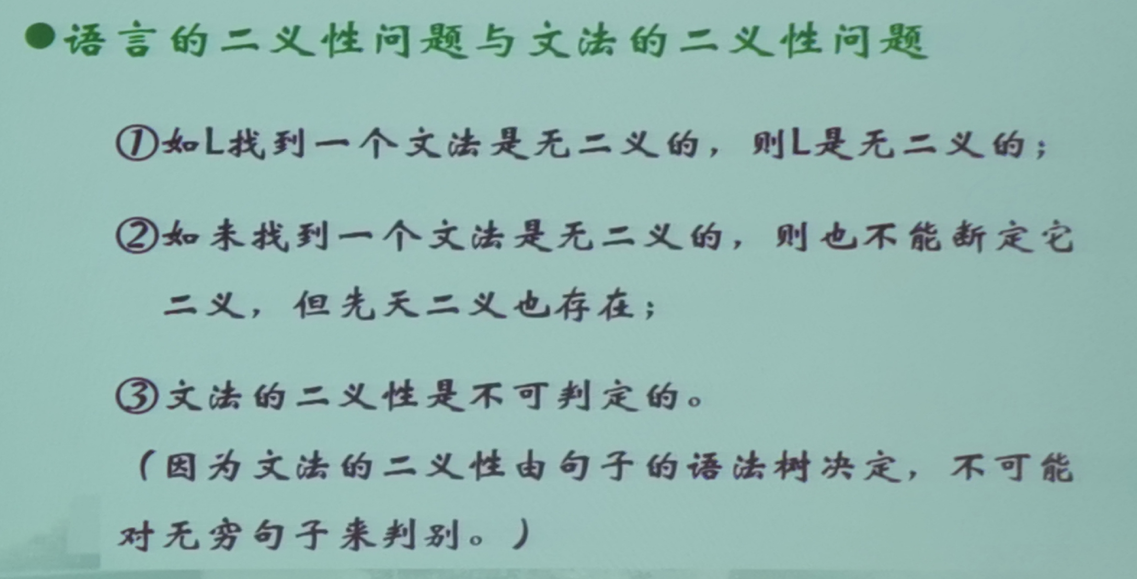 ●语言的二义性问题与文法的二义性问题
①如L找到一个文法是无二义的，则L是无二义的；
②如未找到一个文法是无二义的，则也不能断定它
二义，但先天二义也存在；
③文法的二义性是不可判定的。
（因为文法的二义性由句子的语法树决定，不可能
对无穷句子来判别。）